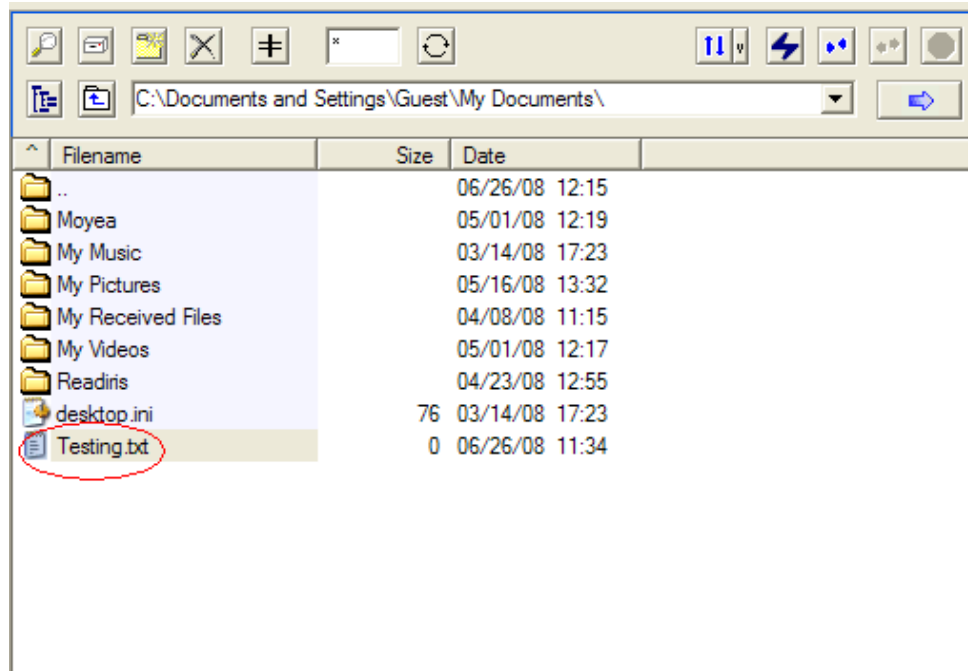 *
C:\Documents and Settings\Guest\My Documents\
^ Filename Size Date
.. 06/26/08 12:15
Moyea 05/01/08 12:19
My Music 03/14/08 17:23
My Pictures 05/16/08 13:32
My Received Files 04/08/08 11:15
My Videos 05/01/08 12:17
Readiris 04/23/08 12:55
desktop.ini 76 03/14/08 17:23
Testing.txt 0 06/26/08 11:34